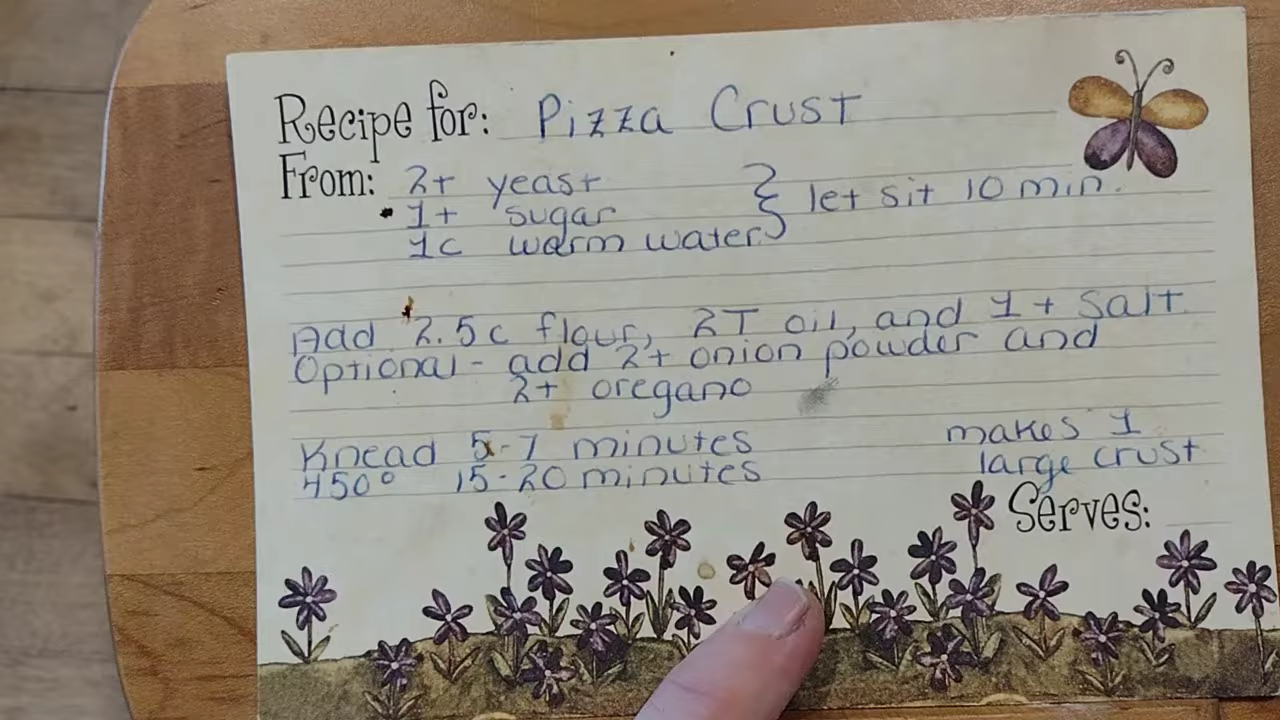 Recipe for: Pizza Crust
From: 2t yeast
1t sugar } let sit 10 min.
1c warm water
Add 2.5c flour, 2T oil, and 1t salt.
Optional - add 2t onion powder and
2t oregano
Knead 5-7 minutes
450° 15-20 minutes
makes 1
large crust
Serves: